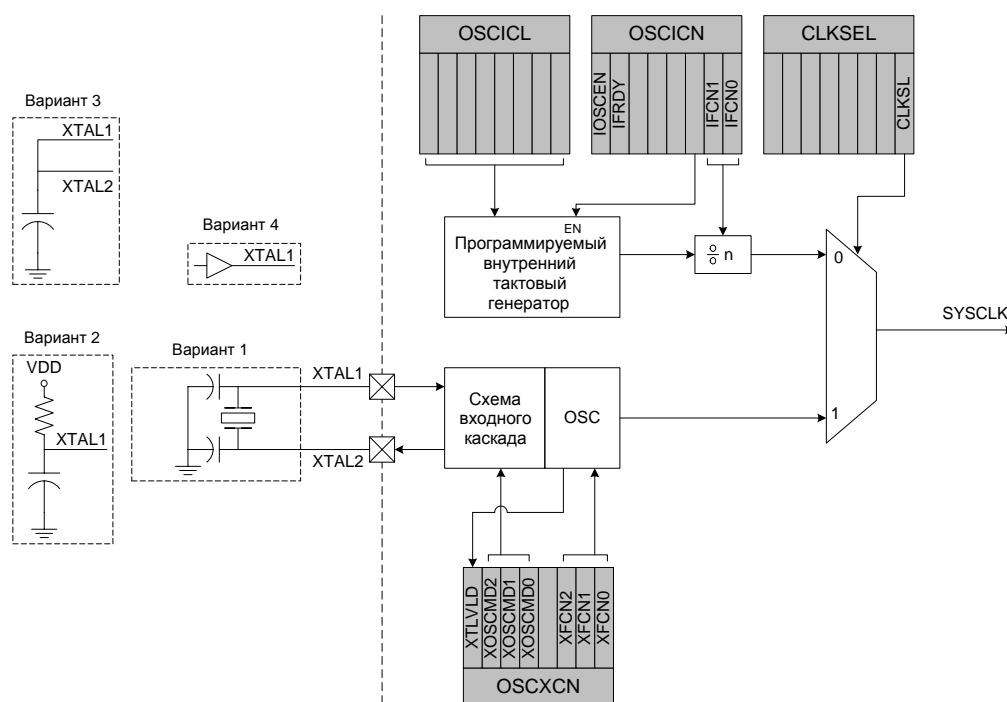 OSCICL
OSCICN
CLKSEL
IOSCEN
IFRDY
IFCN1
IFCN0
CLKSL
Вариант 3
XTAL1
XTAL2
Вариант 4
XTAL1
EN
Программируемый
внутренний
тактовый
генератор
n
0
SYSCLK
Вариант 2
VDD
XTAL1
Вариант 1
XTAL1
XTAL2
Схема
входного
каскада
OSC
1
XTLVLD
XOSCMD2
XOSCMD1
XOSCMD0
XFCN2
XFCN1
XFCN0
OSCXCN